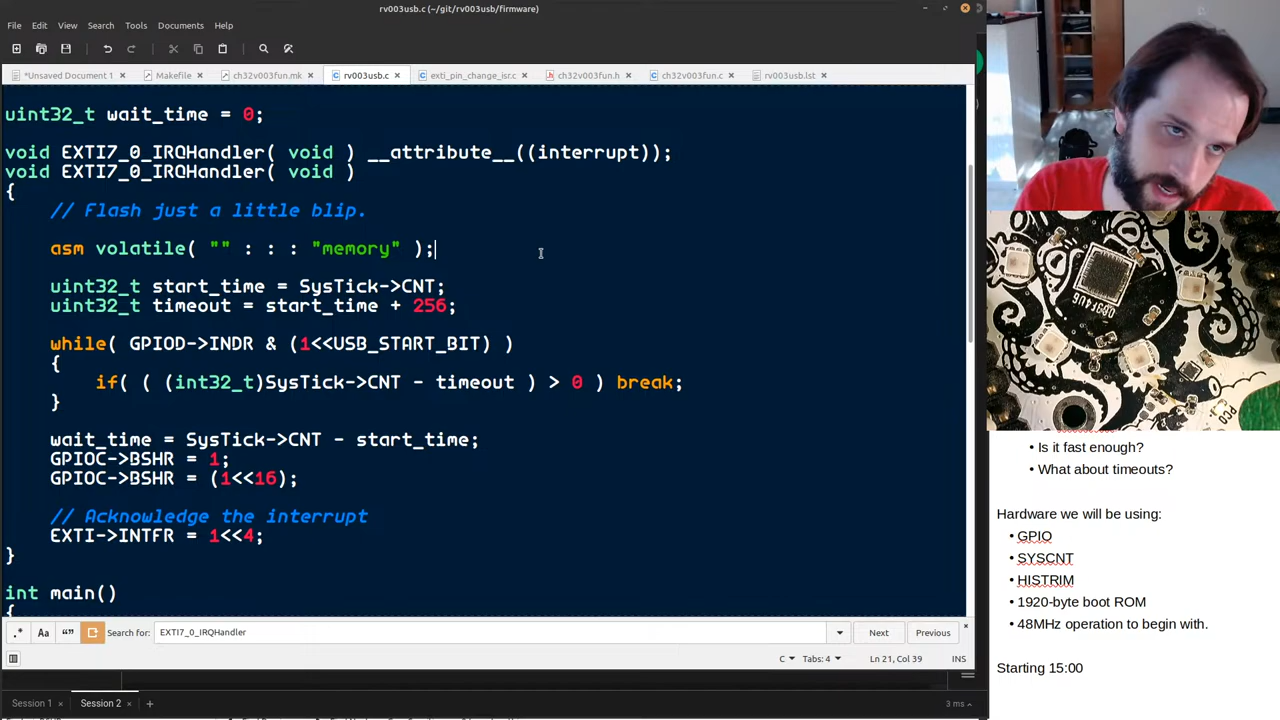 rv003usb.c (~/git/rv003usb/firmware)
File Edit View Search Tools Documents Help
*Unsaved Document 1 Makefile ch32v003fun.mk rv003usb.c exti_pin_change_isr.c ch32v003fun.h ch32v003fun.c rv003usb.lst
uint32_t wait_time = 0;
void EXTI7_0_IRQHandler( void ) __attribute__((interrupt));
void EXTI7_0_IRQHandler( void )
{
// Flash just a little blip.
asm volatile( "" : : : "memory" );
uint32_t start_time = SysTick->CNT;
uint32_t timeout = start_time + 256;
while( GPIOD->INDR & (1<<USB_START_BIT) )
{
if( ( (int32_t)SysTick->CNT - timeout ) > 0 ) break;
}
wait_time = SysTick->CNT - start_time;
GPIOC->BSHR = 1;
GPIOC->BSHR = (1<<16);
// Acknowledge the interrupt
EXTI->INTFR = 1<<4;
}
int main()
{
.* Aa “” Search for: EXTI7_0_IRQHandler Next Previous
C Tabs: 4 Ln 21, Col 39 INS
Session 1 Session 2 3 ms
• Is it fast enough?
• What about timeouts?
Hardware we will be using:
• GPIO
• SYSCNT
• HISTRIM
• 1920-byte boot ROM
• 48MHz operation to begin with.
Starting 15:00